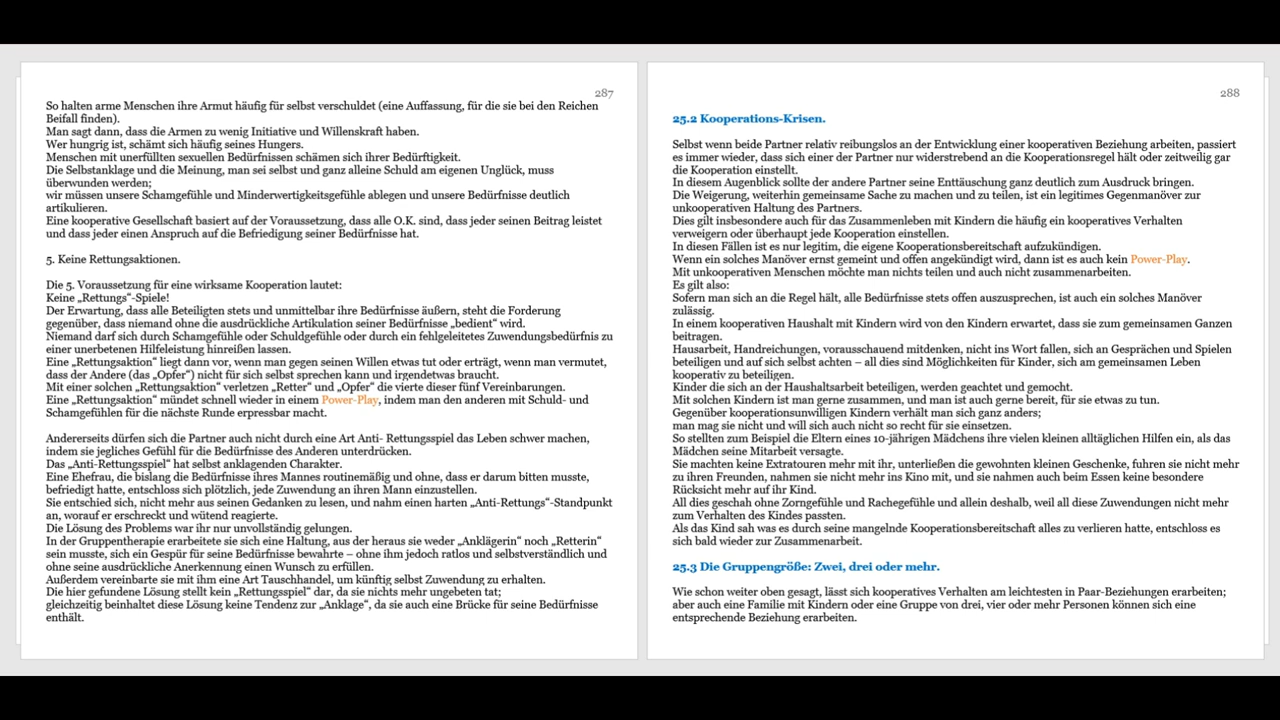 287
So halten arme Menschen ihre Armut häufig für selbst verschuldet (eine Auffassung, für die sie bei den Reichen
Beifall finden).
Man sagt dann, dass die Armen zu wenig Initiative und Willenskraft haben.
Wer hungrig ist, schämt sich häufig seines Hungers.
Menschen mit unerfüllten sexuellen Bedürfnissen schämen sich ihrer Bedürftigkeit.
Die Selbstanklage und die Meinung, man sei selbst und ganz alleine Schuld am eigenen Unglück, muss
überwunden werden;
wir müssen unsere Schamgefühle und Minderwertigkeitsgefühle ablegen und unsere Bedürfnisse deutlich
artikulieren.
Eine kooperative Gesellschaft basiert auf der Voraussetzung, dass alle O.K. sind, dass jeder seinen Beitrag leistet
und dass jeder einen Anspruch auf die Befriedigung seiner Bedürfnisse hat.
5. Keine Rettungsaktionen.
Die 5. Voraussetzung für eine wirksame Kooperation lautet:
Keine „Rettungs"-Spiele!
Der Erwartung, dass alle Beteiligten stets und unmittelbar ihre Bedürfnisse äußern, steht die Forderung
gegenüber, dass niemand ohne die ausdrückliche Artikulation seiner Bedürfnisse „bedient" wird.
Niemand darf sich durch Schamgefühle oder Schuldgefühle oder durch ein fehlgeleitetes Zuwendungsbedürfnis zu
einer unerbetenen Hilfeleistung hinreißen lassen.
Eine „Rettungsaktion" liegt dann vor, wenn man gegen seinen Willen etwas tut oder erträgt, wenn man vermutet,
dass der Andere (das „Opfer") nicht für sich selbst sprechen kann und irgendetwas braucht.
Mit einer solchen „Rettungsaktion" verletzen „Retter" und „Opfer" die vierte dieser fünf Vereinbarungen.
Eine „Rettungsaktion" mündet schnell wieder in einem Power-Play, indem man den anderen mit Schuld- und
Schamgefühlen für die nächste Runde erpressbar macht.
Andererseits dürfen sich die Partner auch nicht durch eine Art Anti- Rettungsspiel das Leben schwer machen,
indem sie jegliches Gefühl für die Bedürfnisse des Anderen unterdrücken.
Das „Anti-Rettungsspiel" hat selbst anklagenden Charakter.
Eine Ehefrau, die bislang die Bedürfnisse ihres Mannes routinemäßig und ohne, dass er darum bitten musste,
befriedigt hatte, entschloss sich plötzlich, jede Zuwendung an ihren Mann einzustellen.
Sie entschied sich, nicht mehr aus seinen Gedanken zu lesen, und nahm einen harten „Anti-Rettungs"-Standpunkt
an, worauf er erschreckt und wütend reagierte.
Die Lösung des Problems war ihr nur unvollständig gelungen.
In der Gruppentherapie erarbeitete sie sich eine Haltung, aus der heraus sie weder „Anklägerin" noch „Retterin"
sein musste, sich ein Gespür für seine Bedürfnisse bewahrte – ohne ihm jedoch ratlos und selbstverständlich und
ohne seine ausdrückliche Anerkennung einen Wunsch zu erfüllen.
Außerdem vereinbarte sie mit ihm eine Art Tauschhandel, um künftig selbst Zuwendung zu erhalten.
Die hier gefundene Lösung stellt kein „Rettungsspiel" dar, da sie nichts mehr ungebeten tat;
gleichzeitig beinhaltet diese Lösung keine Tendenz zur „Anklage", da sie auch eine Brücke für seine Bedürfnisse
enthält.
288
25.2 Kooperations-Krisen.
Selbst wenn beide Partner relativ reibungslos an der Entwicklung einer kooperativen Beziehung arbeiten, passiert
es immer wieder, dass sich einer der Partner nur widerstrebend an die Kooperationsregel hält oder zeitweilig gar
die Kooperation einstellt.
In diesem Augenblick sollte der andere Partner seine Enttäuschung ganz deutlich zum Ausdruck bringen.
Die Weigerung, weiterhin gemeinsame Sache zu machen und zu teilen, ist ein legitimes Gegenmanöver zur
unkooperativen Haltung des Partners.
Dies gilt insbesondere auch für das Zusammenleben mit Kindern die häufig ein kooperatives Verhalten
verweigern oder überhaupt jede Kooperation einstellen.
In diesen Fällen ist es nur legitim, die eigene Kooperationsbereitschaft aufzukündigen.
Wenn ein solches Manöver ernst gemeint und offen angekündigt wird, dann ist es auch kein Power-Play.
Mit unkooperativen Menschen möchte man nichts teilen und auch nicht zusammenarbeiten.
Es gilt also:
Sofern man sich an die Regel hält, alle Bedürfnisse stets offen auszusprechen, ist auch ein solches Manöver
zulässig.
In einem kooperativen Haushalt mit Kindern wird von den Kindern erwartet, dass sie zum gemeinsamen Ganzen
beitragen.
Hausarbeit, Handreichungen, vorausschauend mitdenken, nicht ins Wort fallen, sich an Gesprächen und Spielen
beteiligen und auf sich selbst achten – all dies sind Möglichkeiten für Kinder, sich am gemeinsamen Leben
kooperativ zu beteiligen.
Kinder die sich an der Haushaltsarbeit beteiligen, werden geachtet und gemocht.
Mit solchen Kindern ist man gerne zusammen, und man ist auch gerne bereit, für sie etwas zu tun.
Gegenüber kooperationsunwilligen Kindern verhält man sich ganz anders;
man mag sie nicht und will sich auch nicht so recht für sie einsetzen.
So stellten zum Beispiel die Eltern eines 10-jährigen Mädchens ihre vielen kleinen alltäglichen Hilfen ein, als das
Mädchen seine Mitarbeit versagte.
Sie machten keine Extratouren mehr mit ihr, unterließen die gewohnten kleinen Geschenke, fuhren sie nicht mehr
zu ihren Freunden, nahmen sie nicht mehr ins Kino mit, und sie nahmen auch beim Essen keine besondere
Rücksicht mehr auf ihr Kind.
All dies geschah ohne Zorngefühle und Rachegefühle und allein deshalb, weil all diese Zuwendungen nicht mehr
zum Verhalten des Kindes passten.
Als das Kind sah was es durch seine mangelnde Kooperationsbereitschaft alles zu verlieren hatte, entschloss es
sich bald wieder zur Zusammenarbeit.
25.3 Die Gruppengröße: Zwei, drei oder mehr.
Wie schon weiter oben gesagt, lässt sich kooperatives Verhalten am leichtesten in Paar-Beziehungen erarbeiten;
aber auch eine Familie mit Kindern oder eine Gruppe von drei, vier oder mehr Personen können sich eine
entsprechende Beziehung erarbeiten.